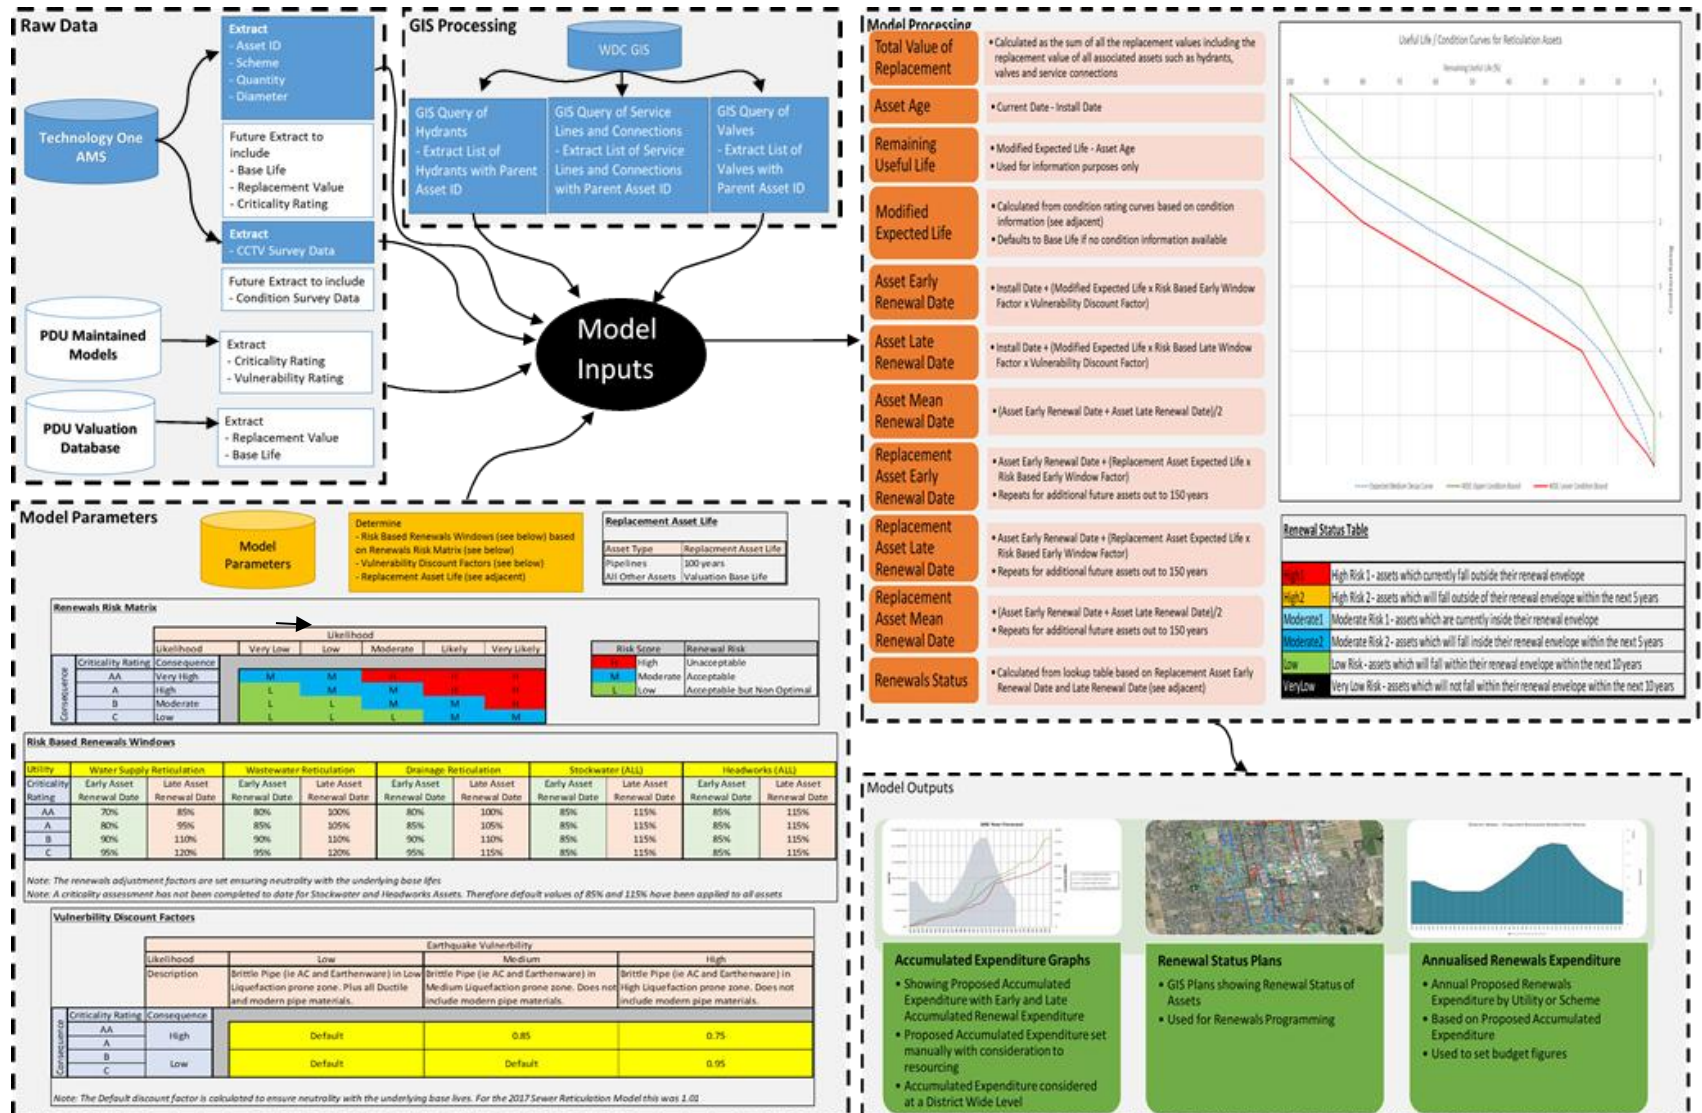 Raw Data
Extract
- Asset ID
- Scheme
- Quantity
- Diameter
Technology One
AMS
Future Extract to
include
- Base Life
- Replacement Value
- Criticality Rating
Extract
- CCTV Survey Data
Future Extract to include
- Condition Survey Data
PDU Maintained
Models
Extract
- Criticality Rating
- Vulnerability Rating
PDU Valuation
Database
Extract
- Replacement Value
- Base Life
GIS Processing
WDC GIS
GIS Query of
Hydrants
- Extract List of
Hydrants with Parent
Asset ID
GIS Query of Service
Lines and Connections
- Extract List of Service
Lines and Connections
with Parent Asset ID
GIS Query of
Valves
- Extract List of
Valves with
Parent Asset ID
Model
Inputs
Model Processing
Total Value of
Replacement
• Calculated as the sum of all the replacement values including the
replacement value of all associated assets such as hydrants,
valves and service connections
Asset Age
• Current Date - Install Date
Remaining
Useful Life
• Modified Expected Life - Asset Age
• Used for information purposes only
Modified
Expected Life
• Calculated from condition rating curves based on condition
information (see adjacent)
• Defaults to Base Life if no condition information available
Asset Early
Renewal Date
• Install Date + (Modified Expected Life x Risk Based Early Window
Factor x Vulnerability Discount Factor)
Asset Late
Renewal Date
• Install Date + (Modified Expected Life x Risk Based Late Window
Factor x Vulnerability Discount Factor)
Asset Mean
Renewal Date
• (Asset Early Renewal Date + Asset Late Renewal Date)/2
Replacement
Asset Early
Renewal Date
• Asset Early Renewal Date + (Replacement Asset Expected Life x
Risk Based Early Window Factor)
• Repeats for additional future assets out to 150 years
Replacement
Asset Late
Renewal Date
• Asset Early Renewal Date + (Replacement Asset Expected Life x
Risk Based Early Window Factor)
• Repeats for additional future assets out to 150 years
Replacement
Asset Mean
Renewal Date
• (Asset Early Renewal Date + Asset Late Renewal Date)/2
• Repeats for additional future assets out to 150 years
Renewals Status
• Calculated from lookup table based on Replacement Asset Early
Renewal Date and Late Renewal Date (see adjacent)
Useful Life / Condition Curves for Reticulation Assets
Remaining Useful Life (%)
Condition Rating
Renewal Status Table
High1 High Risk 1 - assets which currently fall outside their renewal envelope
High2 High Risk 2 - assets which will fall outside of their renewal envelope within the next 5 years
Moderate1 Moderate Risk 1 - assets which are currently inside their renewal envelope
Moderate2 Moderate Risk 2 - assets which will fall inside their renewal envelope within the next 5 years
Low Low Risk - assets which will fall within their renewal envelope within the next 10 years
VeryLow Very Low Risk - assets which will not fall within their renewal envelope within the next 10 years
Model Parameters
Model
Parameters
Determine
- Risk Based Renewals Windows (see below) based
on Renewals Risk Matrix (see below)
- Vulnerability Discount Factors (see below)
- Replacement Asset Life (see adjacent)
Replacement Asset Life
Asset Type Replacment Asset Life
Pipelines 100 years
All Other Assets Valuation Base Life
Renewals Risk Matrix
Likelihood
Likelihood Very Low Low Moderate Likely Very Likely
Consequence
Criticality Rating Consequence
AA Very High M M H H H
A High L M M H H
B Moderate L L M M H
C Low L L L M M
Risk Score Renewal Risk
H High Unacceptable
M Moderate Acceptable
L Low Acceptable but Non Optimal
Risk Based Renewals Windows
Utility Water Supply Reticulation Wastewater Reticulation Drainage Reticulation Stockwater (ALL) Headworks (ALL)
Criticality Early Asset Late Asset Early Asset Late Asset Early Asset Late Asset Early Asset Late Asset Early Asset Late Asset
Rating Renewal Date Renewal Date Renewal Date Renewal Date Renewal Date Renewal Date Renewal Date Renewal Date Renewal Date Renewal Date
AA 70% 85% 80% 100% 80% 100% 85% 115% 85% 115%
A 80% 95% 85% 105% 85% 105% 85% 115% 85% 115%
B 90% 110% 90% 110% 90% 110% 85% 115% 85% 115%
C 95% 120% 95% 120% 95% 115% 85% 115% 85% 115%
Note: The renewals adjustment factors are set ensuring neutrality with the underlying base lifes
Note: A criticality assessment has not been completed to date for Stockwater and Headworks Assets. Therefore default values of 85% and 115% have been applied to all assets
Vulnerbility Discount Factors
Earthquake Vulnerbility
Likelihood Low Medium High
Description
Brittle Pipe (ie AC and Earthenware) in Low
Liquefaction prone zone. Plus all Ductile
and modern pipe materials.
Brittle Pipe (ie AC and Earthenware) in
Medium Liquefaction prone zone. Does not
include modern pipe materials.
Brittle Pipe (ie AC and Earthenware) in
High Liquefaction prone zone. Does not
include modern pipe materials.
Consequence
Criticality Rating Consequence
AA
A
High Default 0.85 0.75
B
C
Low Default Default 0.95
Note: The Default discount factor is calculated to ensure neutrality with the underlying base lives. For the 2017 Sewer Reticulation Model this was 1.01
Model Outputs
Accumulated Expenditure Graphs
• Showing Proposed Accumulated
Expenditure with Early and Late
Accumulated Renewal Expenditure
• Proposed Accumulated Expenditure set
manually with consideration to
resourcing
• Accumulated Expenditure considered
at a District Wide Level
Renewal Status Plans
• GIS Plans showing Renewal Status of
Assets
• Used for Renewals Programming
Annualised Renewals Expenditure
• Annual Proposed Renewals
Expenditure by Utility or Scheme
• Based on Proposed Accumulated
Expenditure
• Used to set budget figures